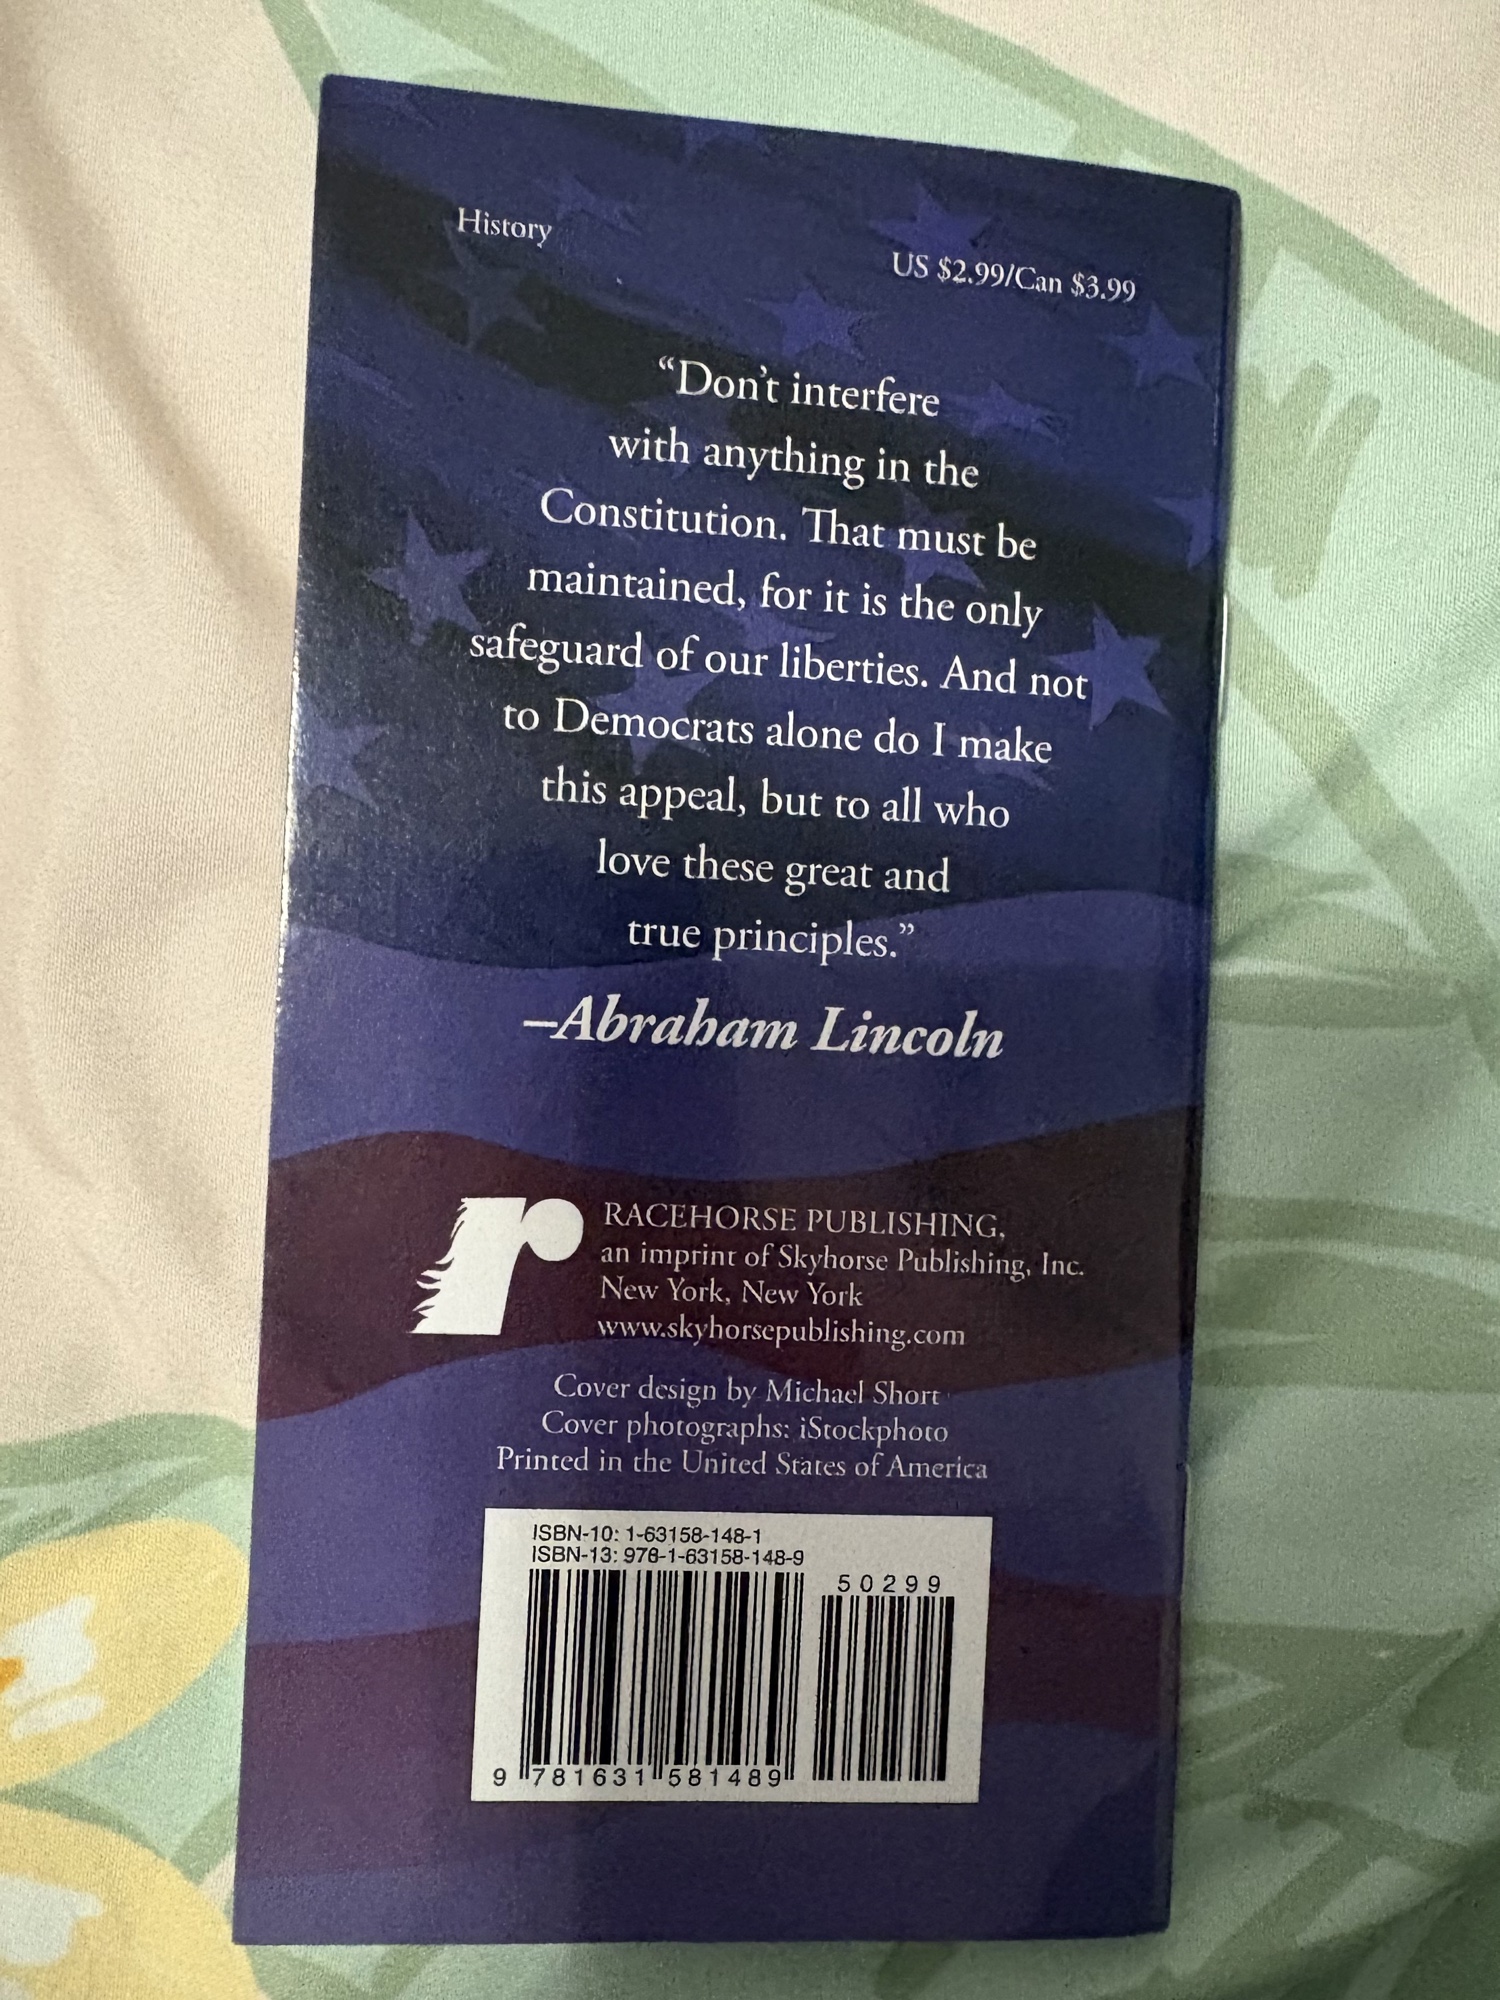 History
US $2.99/Can $3.99
“Don’t interfere
with anything in the
Constitution. That must be
maintained, for it is the only
safeguard of our liberties. And not
to Democrats alone do I make
this appeal, but to all who
love these great and
true principles.”
–Abraham Lincoln
RACEHORSE PUBLISHING,
an imprint of Skyhorse Publishing, Inc.
New York, New York
www.skyhorsepublishing.com
Cover design by Michael Short
Cover photographs: iStockphoto
Printed in the United States of America
ISBN-10: 1-63158-148-1
ISBN-13: 978-1-63158-148-9
50299
9 781631 581489